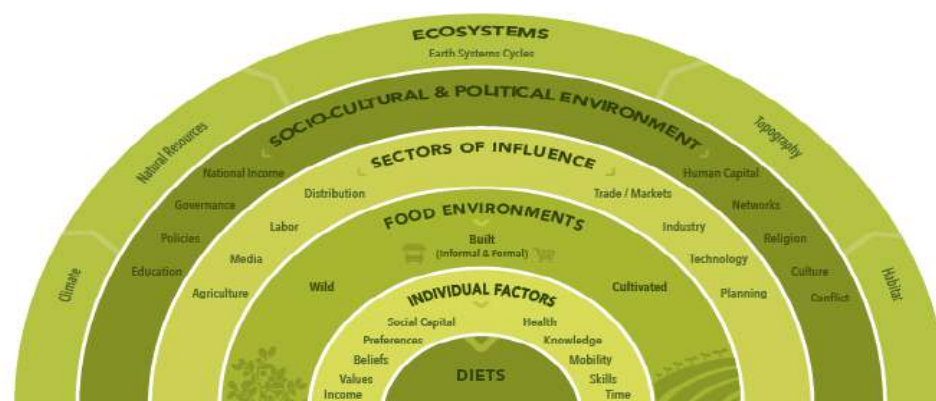 ECOSYSTEMS
Earth Systems Cycles
Natural Resources
Topography
Climate
Habitat
SOCIO-CULTURAL & POLITICAL ENVIRONMENT
National Income
Human Capital
Governance
Networks
Policies
Religion
Education
Culture
Conflict
SECTORS OF INFLUENCE
Distribution
Trade / Markets
Labor
Industry
Media
Technology
Agriculture
Planning
FOOD ENVIRONMENTS
Built
(Informal & Formal)
Wild
Cultivated
INDIVIDUAL FACTORS
Social Capital
Health
Preferences
Knowledge
Beliefs
Mobility
Values
Skills
Income
Time
DIETS